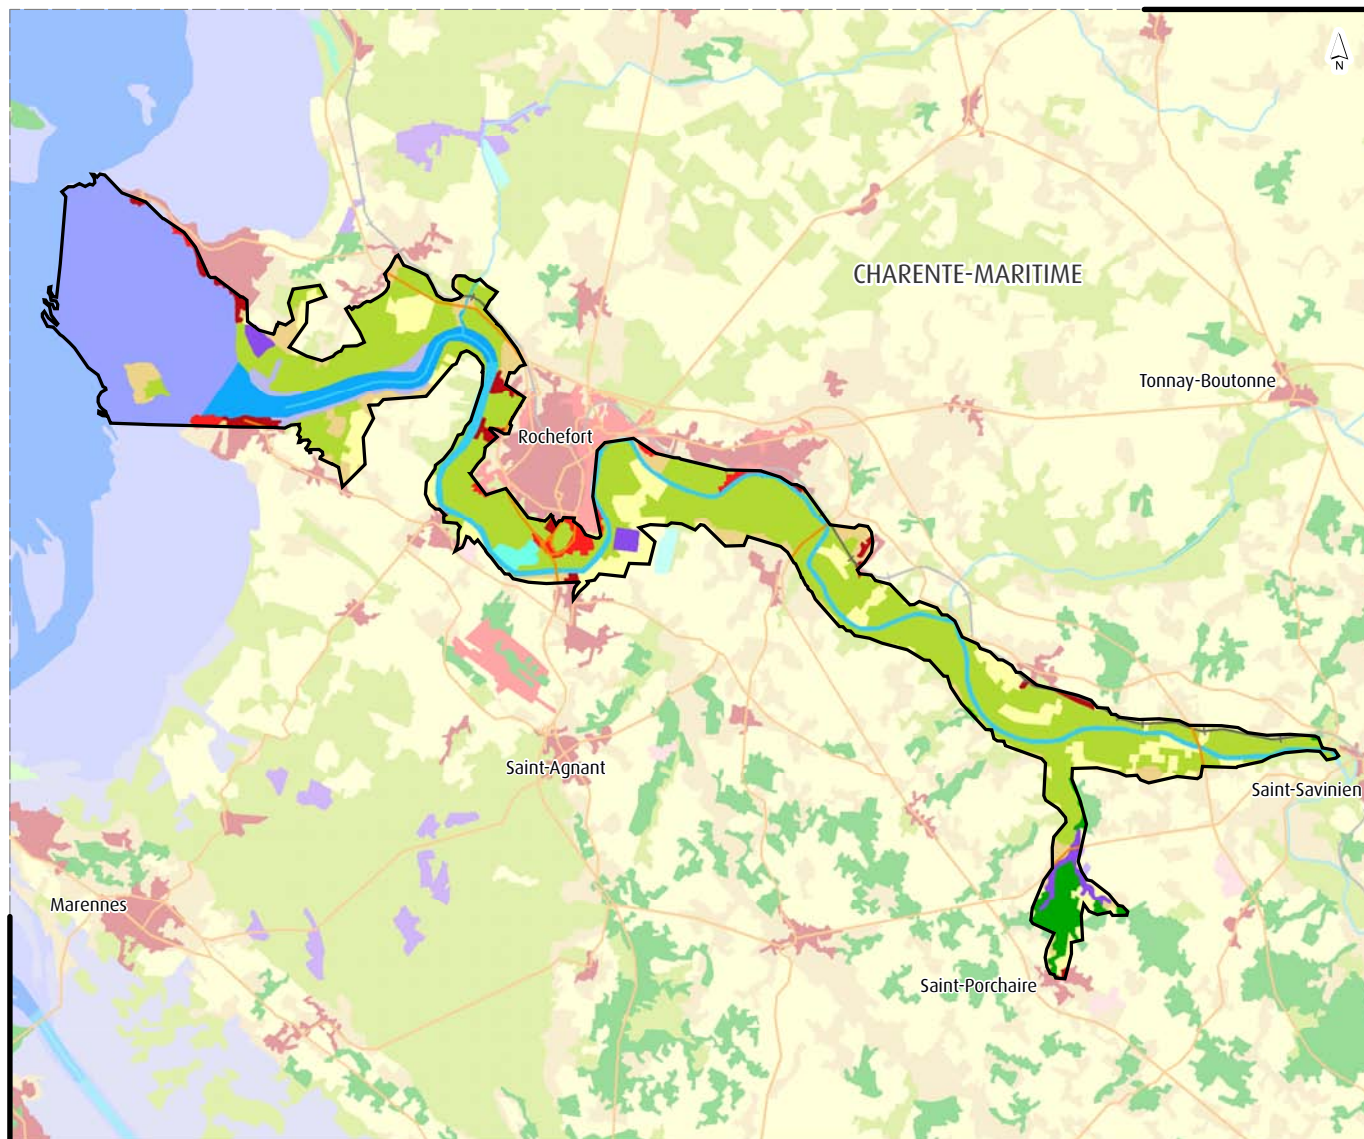 N
CHARENTE-MARITIME
Tonnay-Boutonne
Rochefort
Saint-Agnant
Saint-Savinien
Marennes
Saint-Porchaire